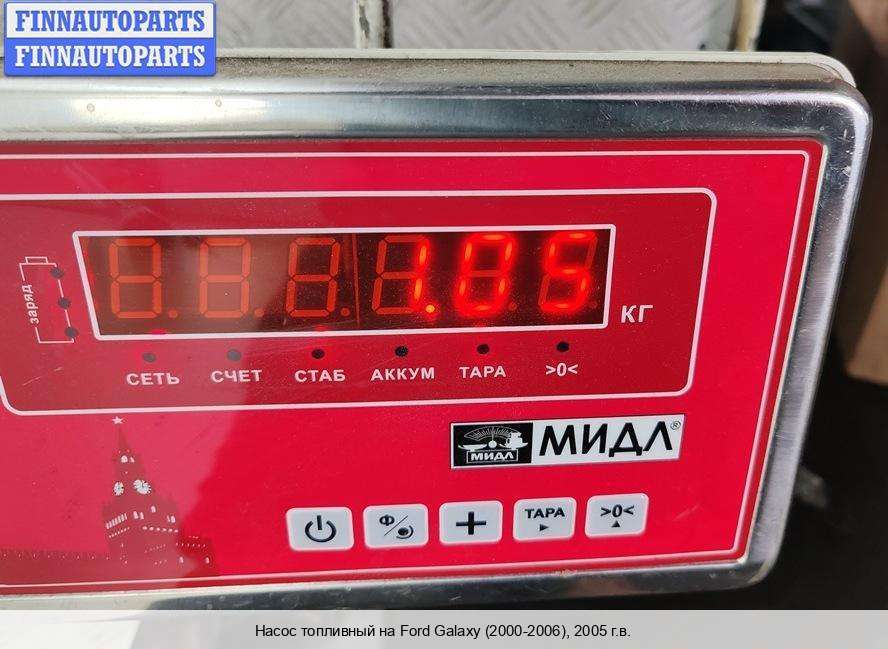 FINNAUTOPARTS
FINNAUTOPARTS
1.05
КГ
заряд
СЕТЬ СЧЕТ СТАБ АККУМ ТАРА >0<
МИДЛ МИДЛ®
Ф + ТАРА >0<
Насос топливный на Ford Galaxy (2000-2006), 2005 г.в.